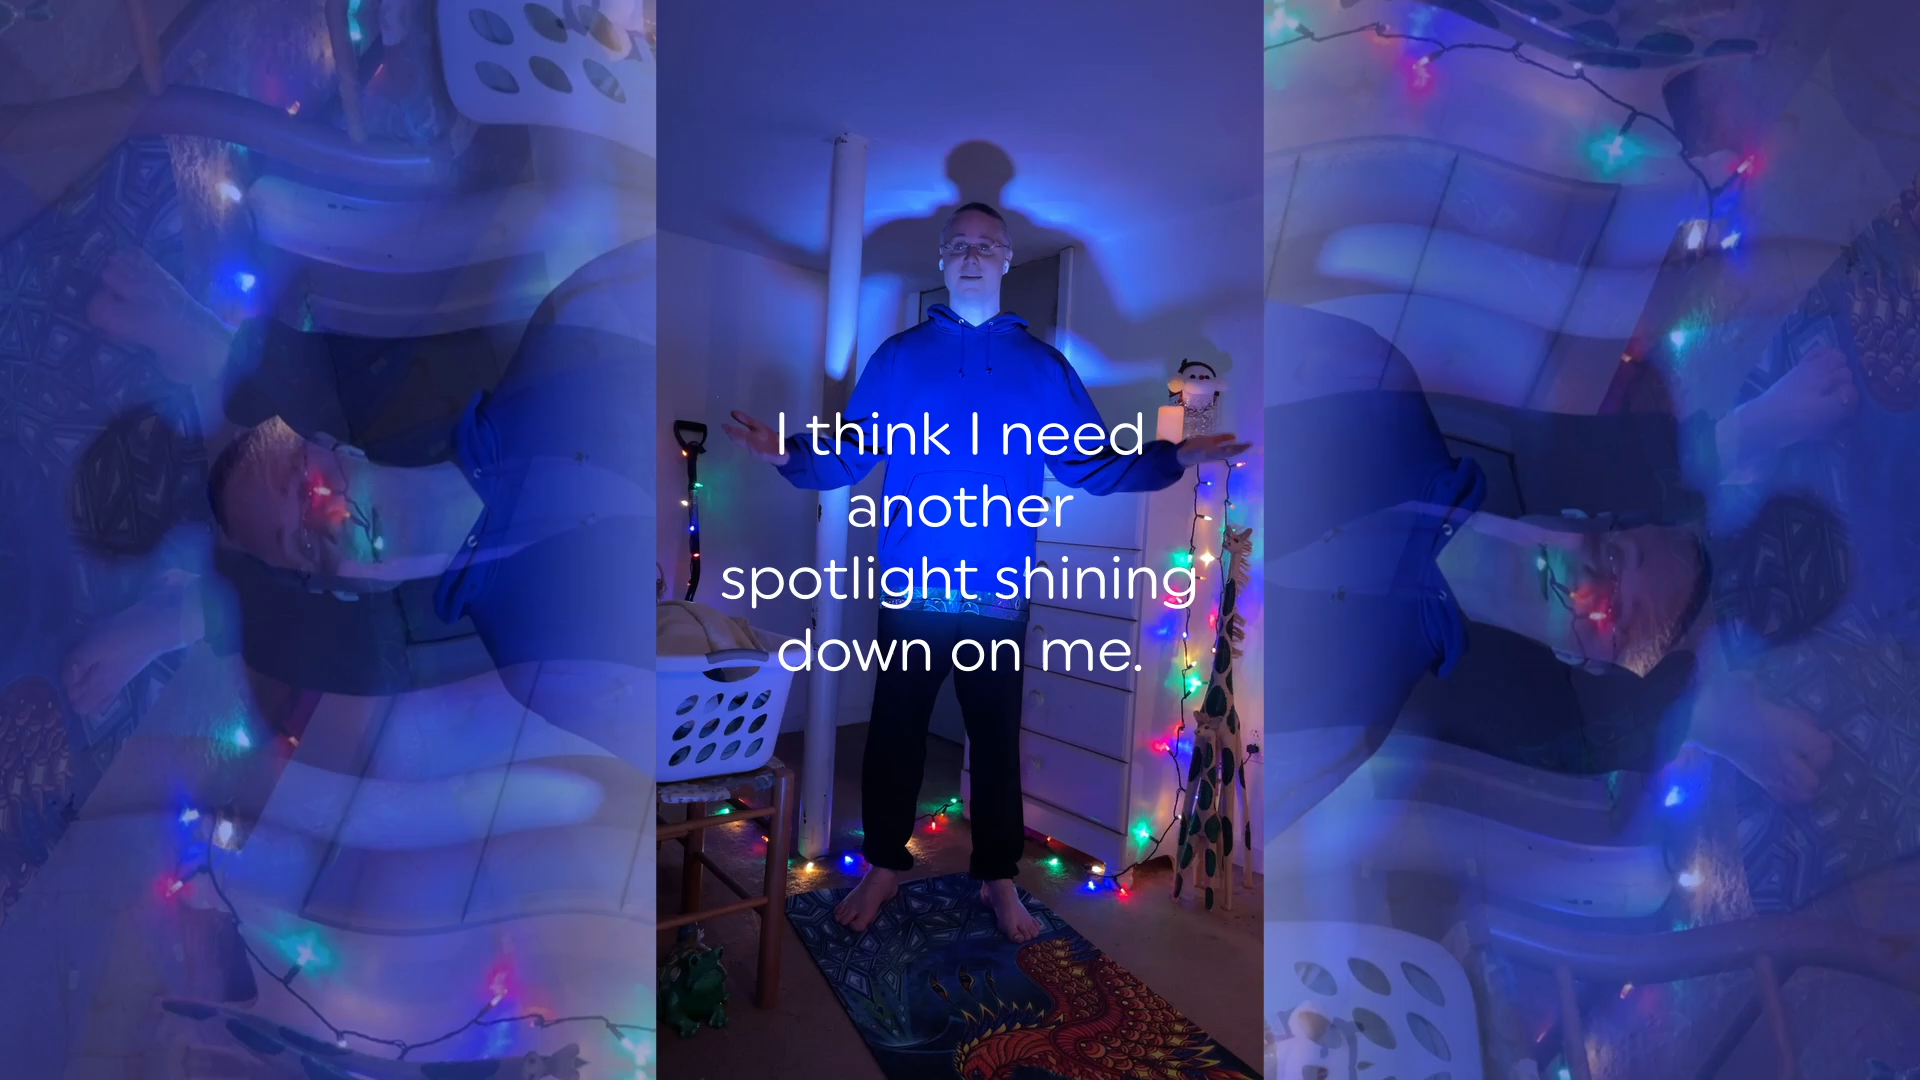 I think I need
another
spotlight shining
down on me.